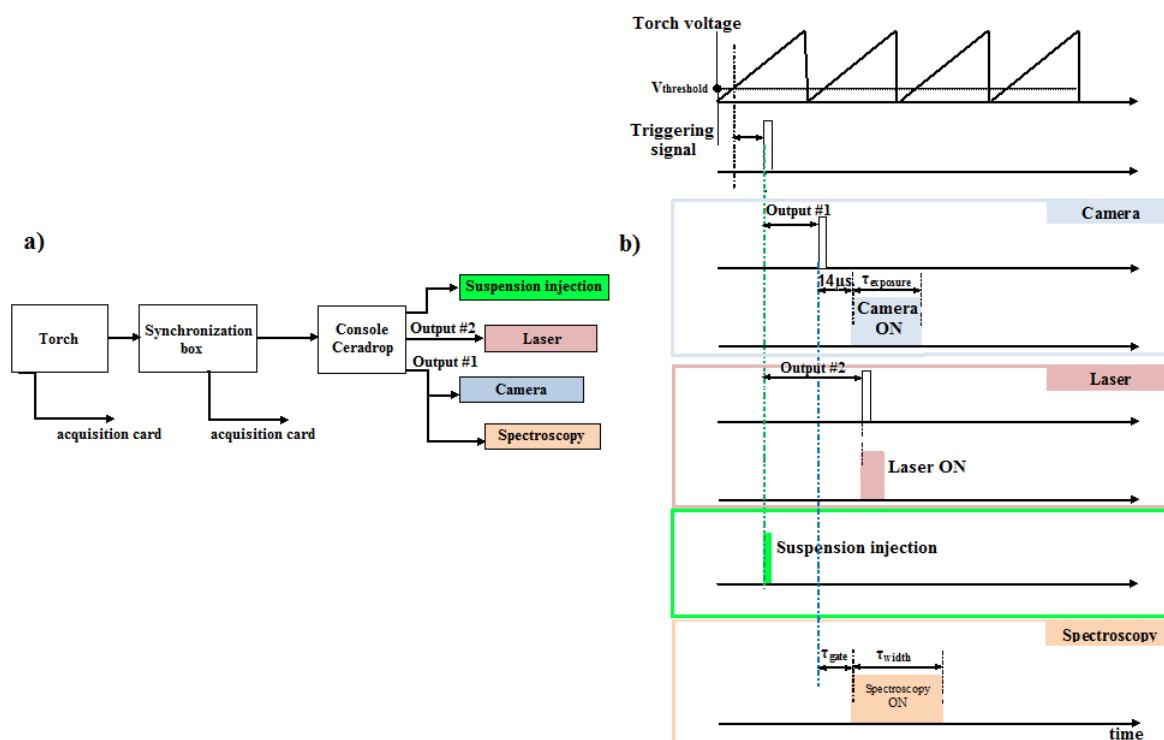 a)
Torch
Synchronization
box
Console
Ceradrop
Suspension injection
Output #2
Laser
Output #1
Camera
Spectroscopy
acquisition card
acquisition card
b)
Torch voltage
Vthreshold
Triggering
signal
Camera
Output #1
14µs
τexposure
Camera
ON
Laser
Output #2
Laser ON
Suspension injection
Spectroscopy
τgate
τwidth
Spectroscopy
ON
time